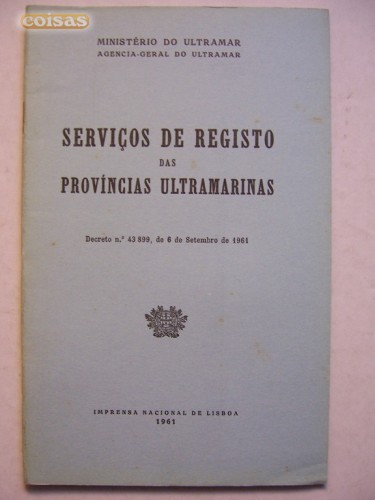 coisas
MINISTÉRIO DO ULTRAMAR
AGENCIA-GERAL DO ULTRAMAR
SERVIÇOS DE REGISTO
DAS
PROVÍNCIAS ULTRAMARINAS
Decreto n.º 43 899, de 6 de Setembro de 1961
IMPRENSA NACIONAL DE LISBOA
1961